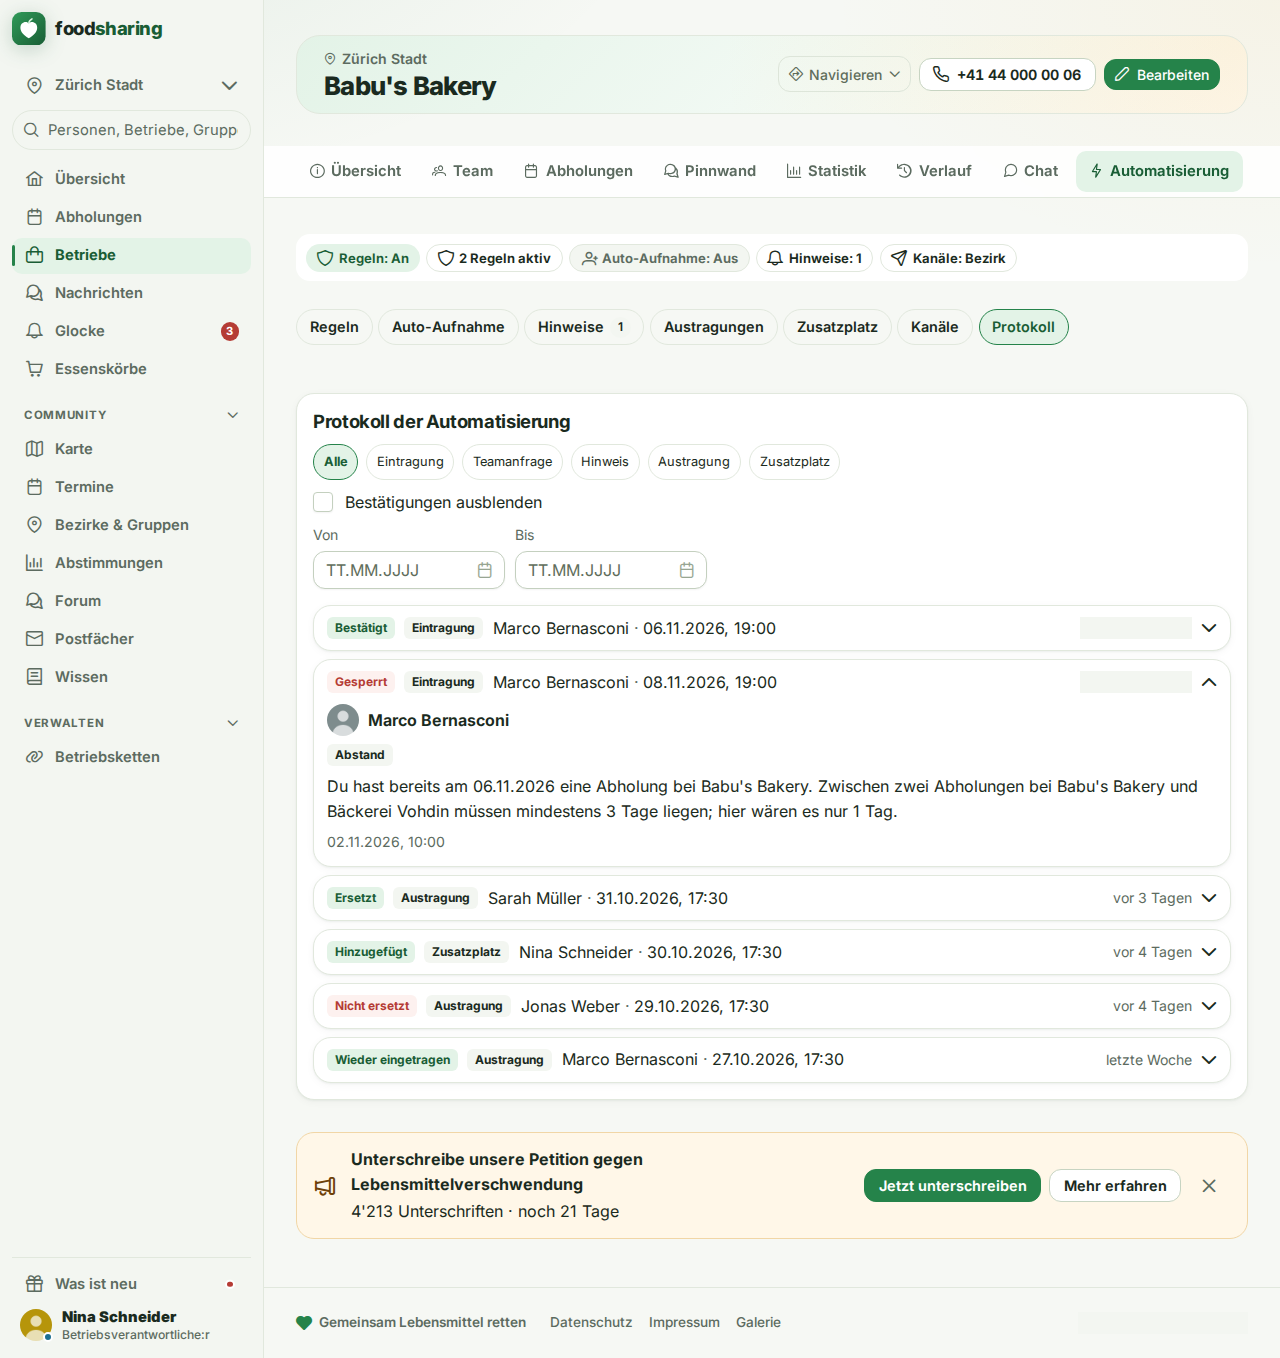 foodsharing
Zürich Stadt
Personen, Betriebe, Grupp
Übersicht
Abholungen
Betriebe
Nachrichten
Glocke 3
Essenskörbe
COMMUNITY
Karte
Termine
Bezirke & Gruppen
Abstimmungen
Forum
Postfächer
Wissen
VERWALTEN
Betriebsketten
Was ist neu
Nina Schneider
Betriebsverantwortliche:r
Zürich Stadt
Babu's Bakery
Navigieren +41 44 000 00 06 Bearbeiten
Übersicht Team Abholungen Pinnwand Statistik Verlauf Chat Automatisierung
Regeln: An 2 Regeln aktiv Auto-Aufnahme: Aus Hinweise: 1 Kanäle: Bezirk
Regeln Auto-Aufnahme Hinweise 1 Austragungen Zusatzplatz Kanäle Protokoll
Protokoll der Automatisierung
Alle Eintragung Teamanfrage Hinweis Austragung Zusatzplatz
Bestätigungen ausblenden
Von Bis
TT.MM.JJJJ TT.MM.JJJJ
Bestätigt Eintragung Marco Bernasconi · 06.11.2026, 19:00
Gesperrt Eintragung Marco Bernasconi · 08.11.2026, 19:00
Marco Bernasconi
Abstand
Du hast bereits am 06.11.2026 eine Abholung bei Babu's Bakery. Zwischen zwei Abholungen bei Babu's Bakery und
Bäckerei Vohdin müssen mindestens 3 Tage liegen; hier wären es nur 1 Tag.
02.11.2026, 10:00
Ersetzt Austragung Sarah Müller · 31.10.2026, 17:30 vor 3 Tagen
Hinzugefügt Zusatzplatz Nina Schneider · 30.10.2026, 17:30 vor 4 Tagen
Nicht ersetzt Austragung Jonas Weber · 29.10.2026, 17:30 vor 4 Tagen
Wieder eingetragen Austragung Marco Bernasconi · 27.10.2026, 17:30 letzte Woche
Unterschreibe unsere Petition gegen
Lebensmittelverschwendung
4'213 Unterschriften · noch 21 Tage
Jetzt unterschreiben Mehr erfahren
Gemeinsam Lebensmittel retten Datenschutz Impressum Galerie